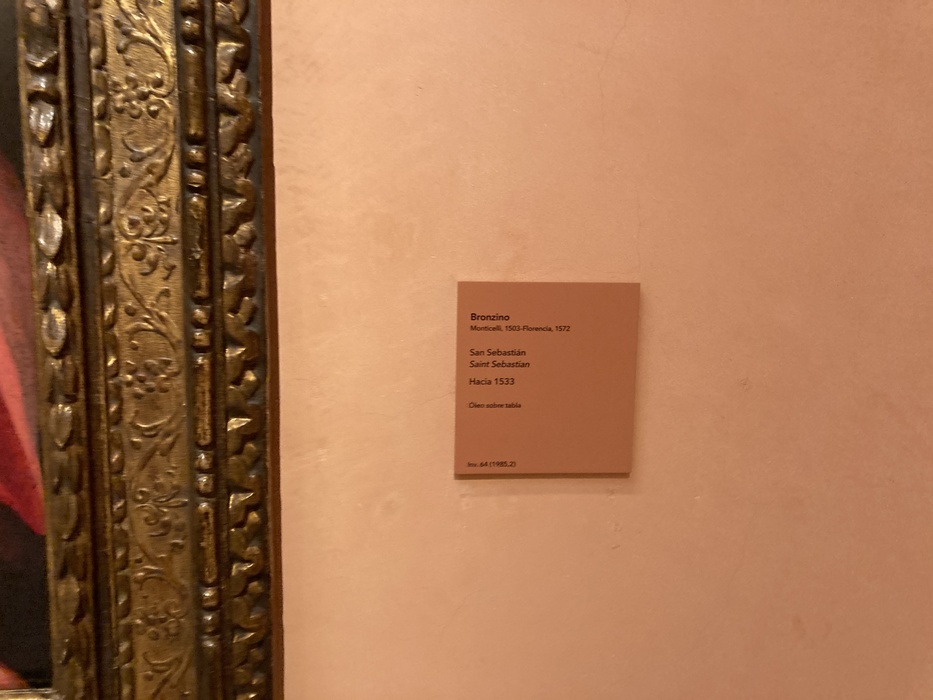 Bronzino
Monticelli, 1503-Florencia, 1572
San Sebastián
Saint Sebastian
Hacia 1533
Óleo sobre tabla
Inv. 64 (1985.2)